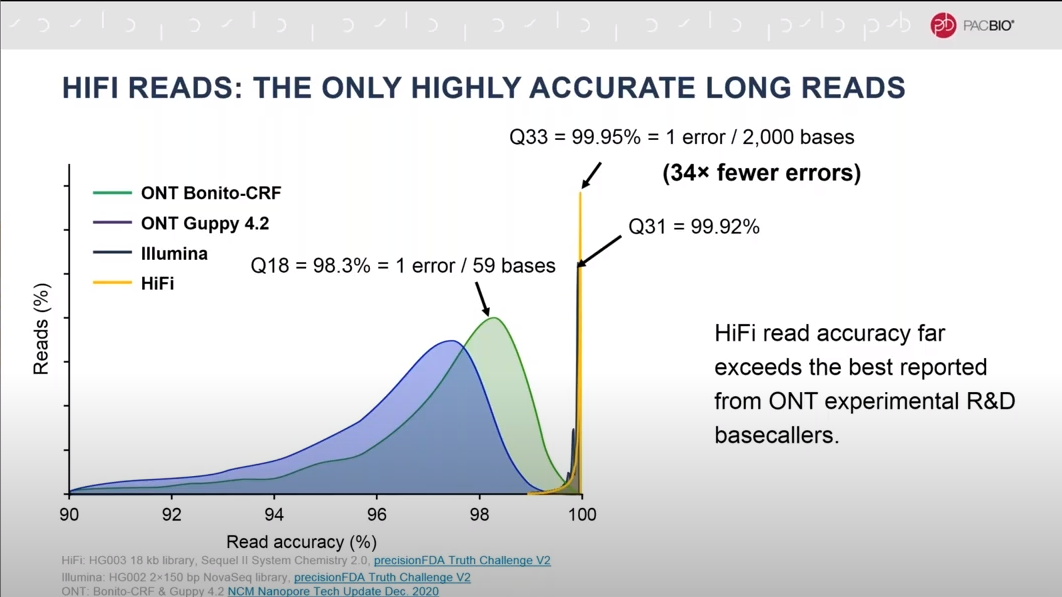 PACBIO®
HIFI READS: THE ONLY HIGHLY ACCURATE LONG READS
Q33 = 99.95% = 1 error / 2,000 bases
(34× fewer errors)
ONT Bonito-CRF
ONT Guppy 4.2
Illumina
HiFi
Q31 = 99.92%
Q18 = 98.3% = 1 error / 59 bases
Reads (%)
HiFi read accuracy far
exceeds the best reported
from ONT experimental R&D
basecallers.
90 92 94 96 98 100
Read accuracy (%)
HiFi: HG003 18 kb library, Sequel II System Chemistry 2.0, precisionFDA Truth Challenge V2
Illumina: HG002 2×150 bp NovaSeq library, precisionFDA Truth Challenge V2
ONT: Bonito-CRF & Guppy 4.2 NCM Nanopore Tech Update Dec. 2020